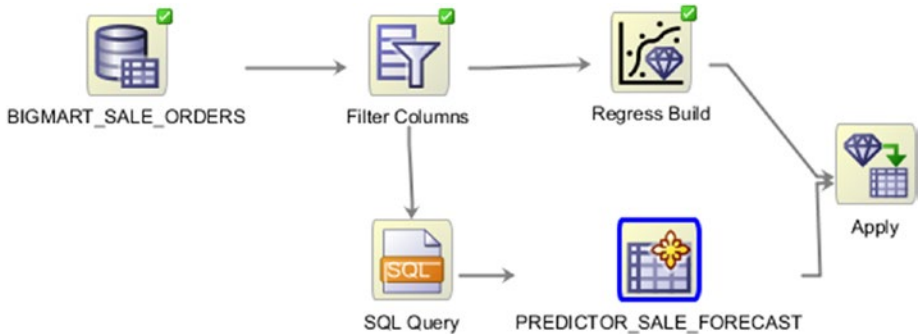 BIGMART_SALE_ORDERS
Filter Columns
Regress Build
Apply
SQL
SQL Query
PREDICTOR_SALE_FORECAST